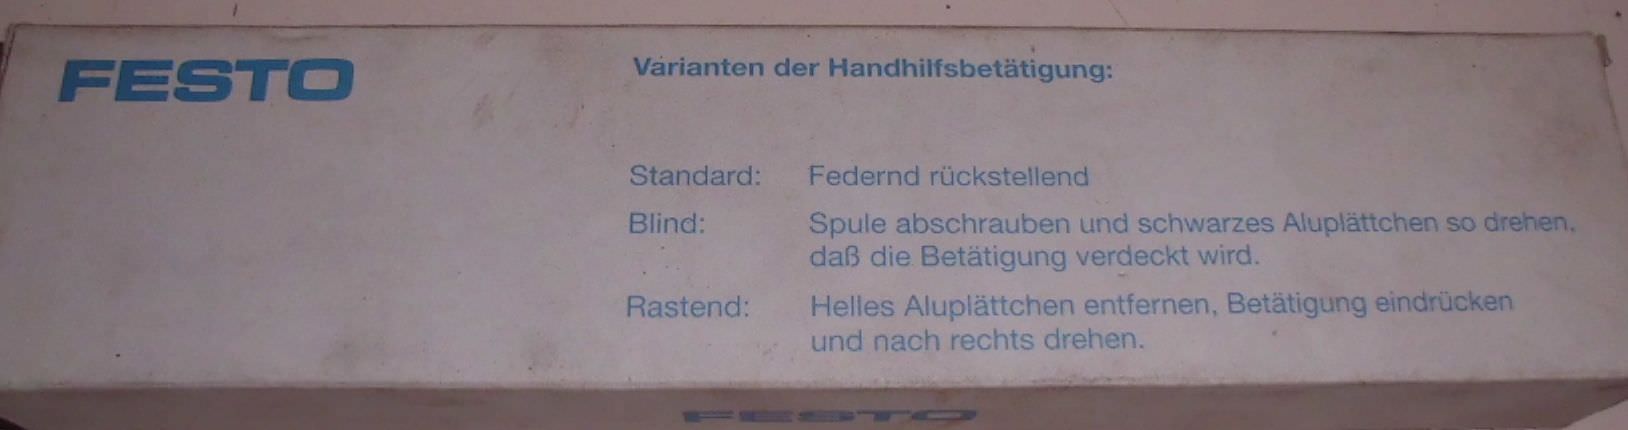 FESTO
Varianten der Handhilfsbetätigung:
Standard: Federnd rückstellend
Blind: Spule abschrauben und schwarzes Aluplättchen so drehen,
daß die Betätigung verdeckt wird.
Rastend: Helles Aluplättchen entfernen, Betätigung eindrücken
und nach rechts drehen.
FESTO